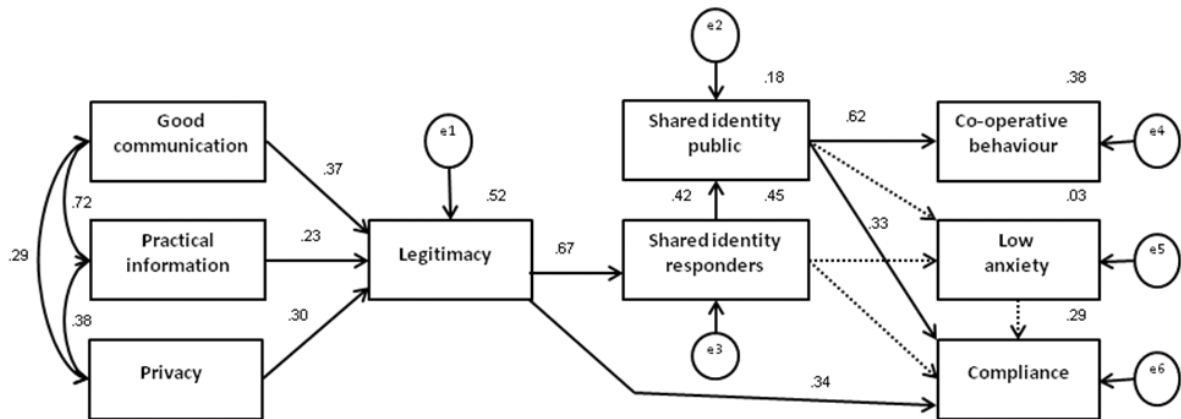 e2
.18
.38
Good
communication
Shared identity
public
.62
Co-operative
behaviour
e4
e1
.37
.72
.52
.42
.45
.03
.29
Practical
information
.23
Legitimacy
.67
Shared identity
responders
.33
Low
anxiety
e5
.38
.30
.29
e3
Privacy
.34
Compliance
e6